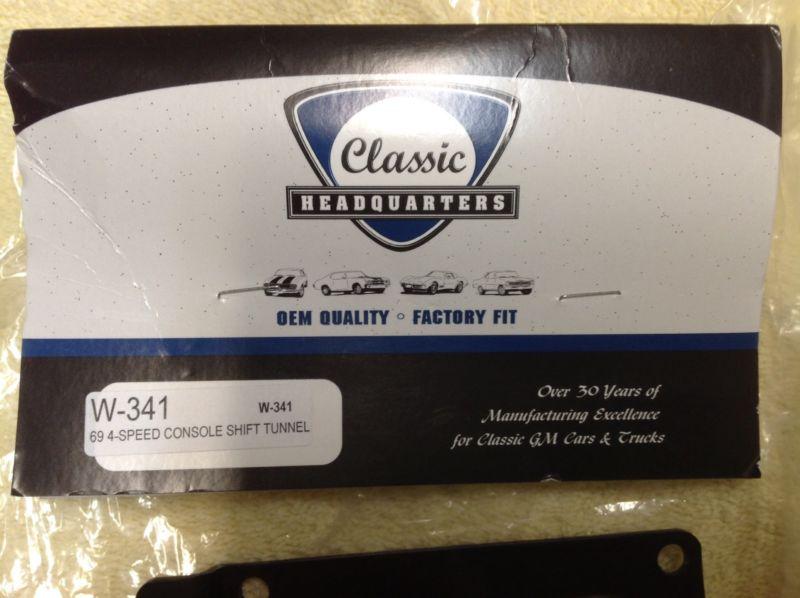 Classic
HEADQUARTERS
OEM QUALITY ◦ FACTORY FIT
W-341 W-341
69 4-SPEED CONSOLE SHIFT TUNNEL
Over 30 Years of
Manufacturing Excellence
for Classic GM Cars & Trucks